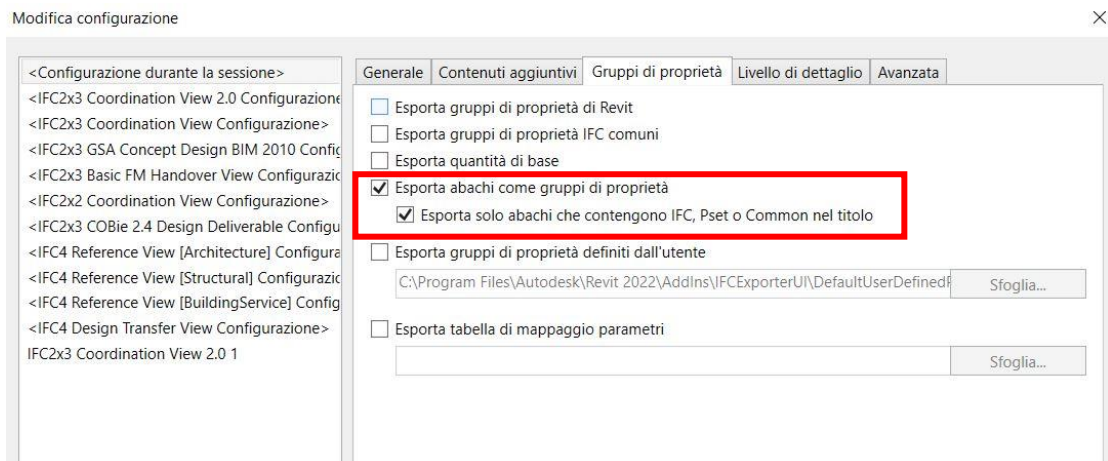 Modifica configurazione
<Configurazione durante la sessione>
<IFC2x3 Coordination View 2.0 Configurazione
<IFC2x3 Coordination View Configurazione>
<IFC2x3 GSA Concept Design BIM 2010 Config
<IFC2x3 Basic FM Handover View Configurazio
<IFC2x2 Coordination View Configurazione>
<IFC2x3 COBie 2.4 Design Deliverable Configu
<IFC4 Reference View [Architecture] Configura
<IFC4 Reference View [Structural] Configurazio
<IFC4 Reference View [BuildingService] Config
<IFC4 Design Transfer View Configurazione>
IFC2x3 Coordination View 2.0 1
Generale Contenuti aggiuntivi Gruppi di proprietà Livello di dettaglio Avanzata
Esporta gruppi di proprietà di Revit
Esporta gruppi di proprietà IFC comuni
Esporta quantità di base
Esporta abachi come gruppi di proprietà
Esporta solo abachi che contengono IFC, Pset o Common nel titolo
Esporta gruppi di proprietà definiti dall'utente
C:\Program Files\Autodesk\Revit 2022\AddIns\IFCExporterUI\DefaultUserDefinedP Sfoglia...
Esporta tabella di mappaggio parametri
Sfoglia...